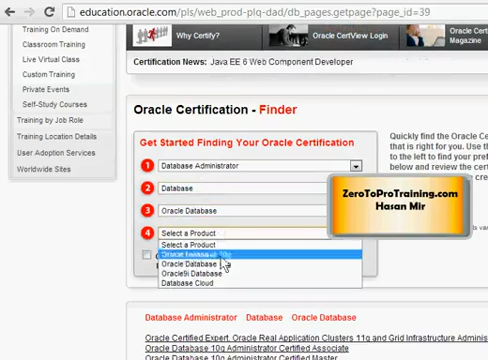 education.oracle.com/pls/web_prod-plq-dad/db_pages.getpage?page_id=39
Training On Demand
Classroom Training
Live Virtual Class
Custom Training
Private Events
Self-Study Courses
Training by Job Role
Training Location Details
User Adoption Services
Worldwide Sites
Why Certify?
Oracle CertView Login
Oracle Certification
Magazine
Certification News: Java EE 6 Web Component Developer
Oracle Certification - Finder
Get Started Finding Your Oracle Certification
1 Database Administrator
2 Database
3 Oracle Database
4 Select a Product
Select a Product
Oracle Database 10g
Oracle Database
Oracle9i Database
Database Cloud
Quickly find the Oracle Ce
that is right for you. Use th
to the left to find your pref
below and review the cer
ZeroToProTraining.com
Hasan Mir
Database Administrator Database Oracle Database
Oracle Certified Expert, Oracle Real Application Clusters 11g and Grid Infrastructure Adminis
Oracle Database 10g Administrator Certified Associate
Oracle Database 10g Administrator Certified Master